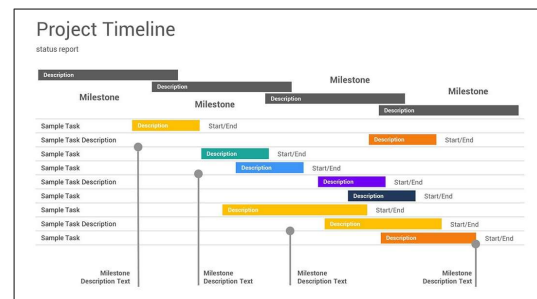 Project Timeline
status report
Description
Description
Milestone
Description
Milestone
Milestone
Milestone
Description
Sample Task
Description
Start/End
Sample Task Description
Description
Start/End
Sample Task
Description
Start/End
Sample Task
Description
Start/End
Sample Task Description
Description
Start/End
Sample Task
Description
Start/End
Sample Task
Description
Start/End
Sample Task Description
Description
Start/End
Sample Task
Description
Start/End
Milestone
Description Text
Milestone
Description Text
Milestone
Description Text
Milestone
Description Text